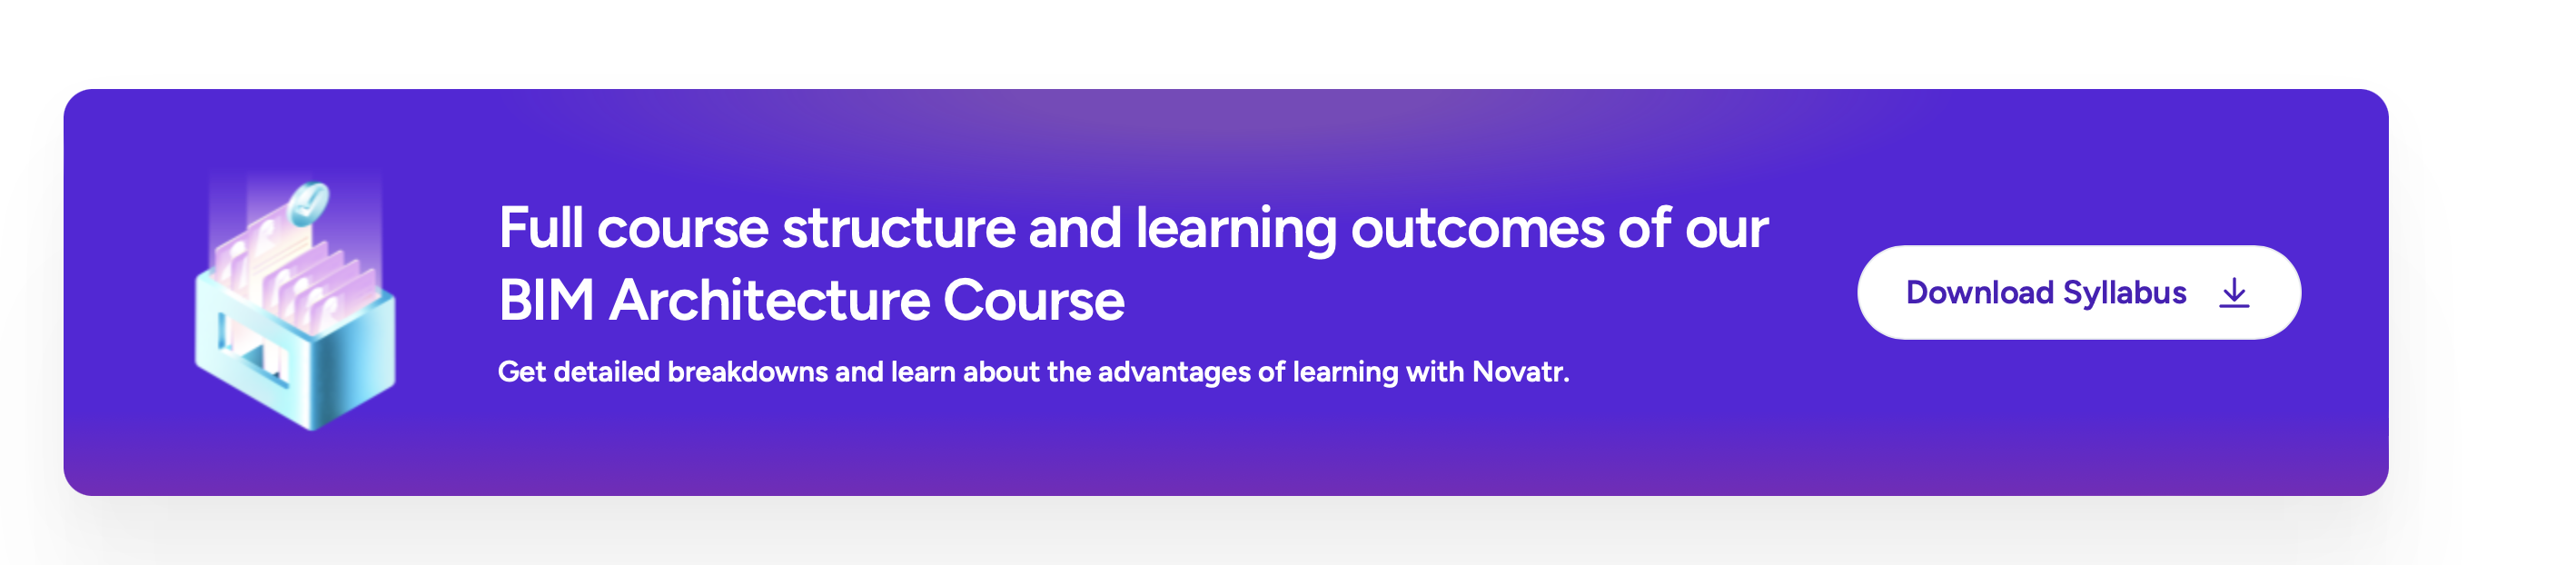 Full course structure and learning outcomes of our
BIM Architecture Course
Get detailed breakdowns and learn about the advantages of learning with Novatr.
Download Syllabus